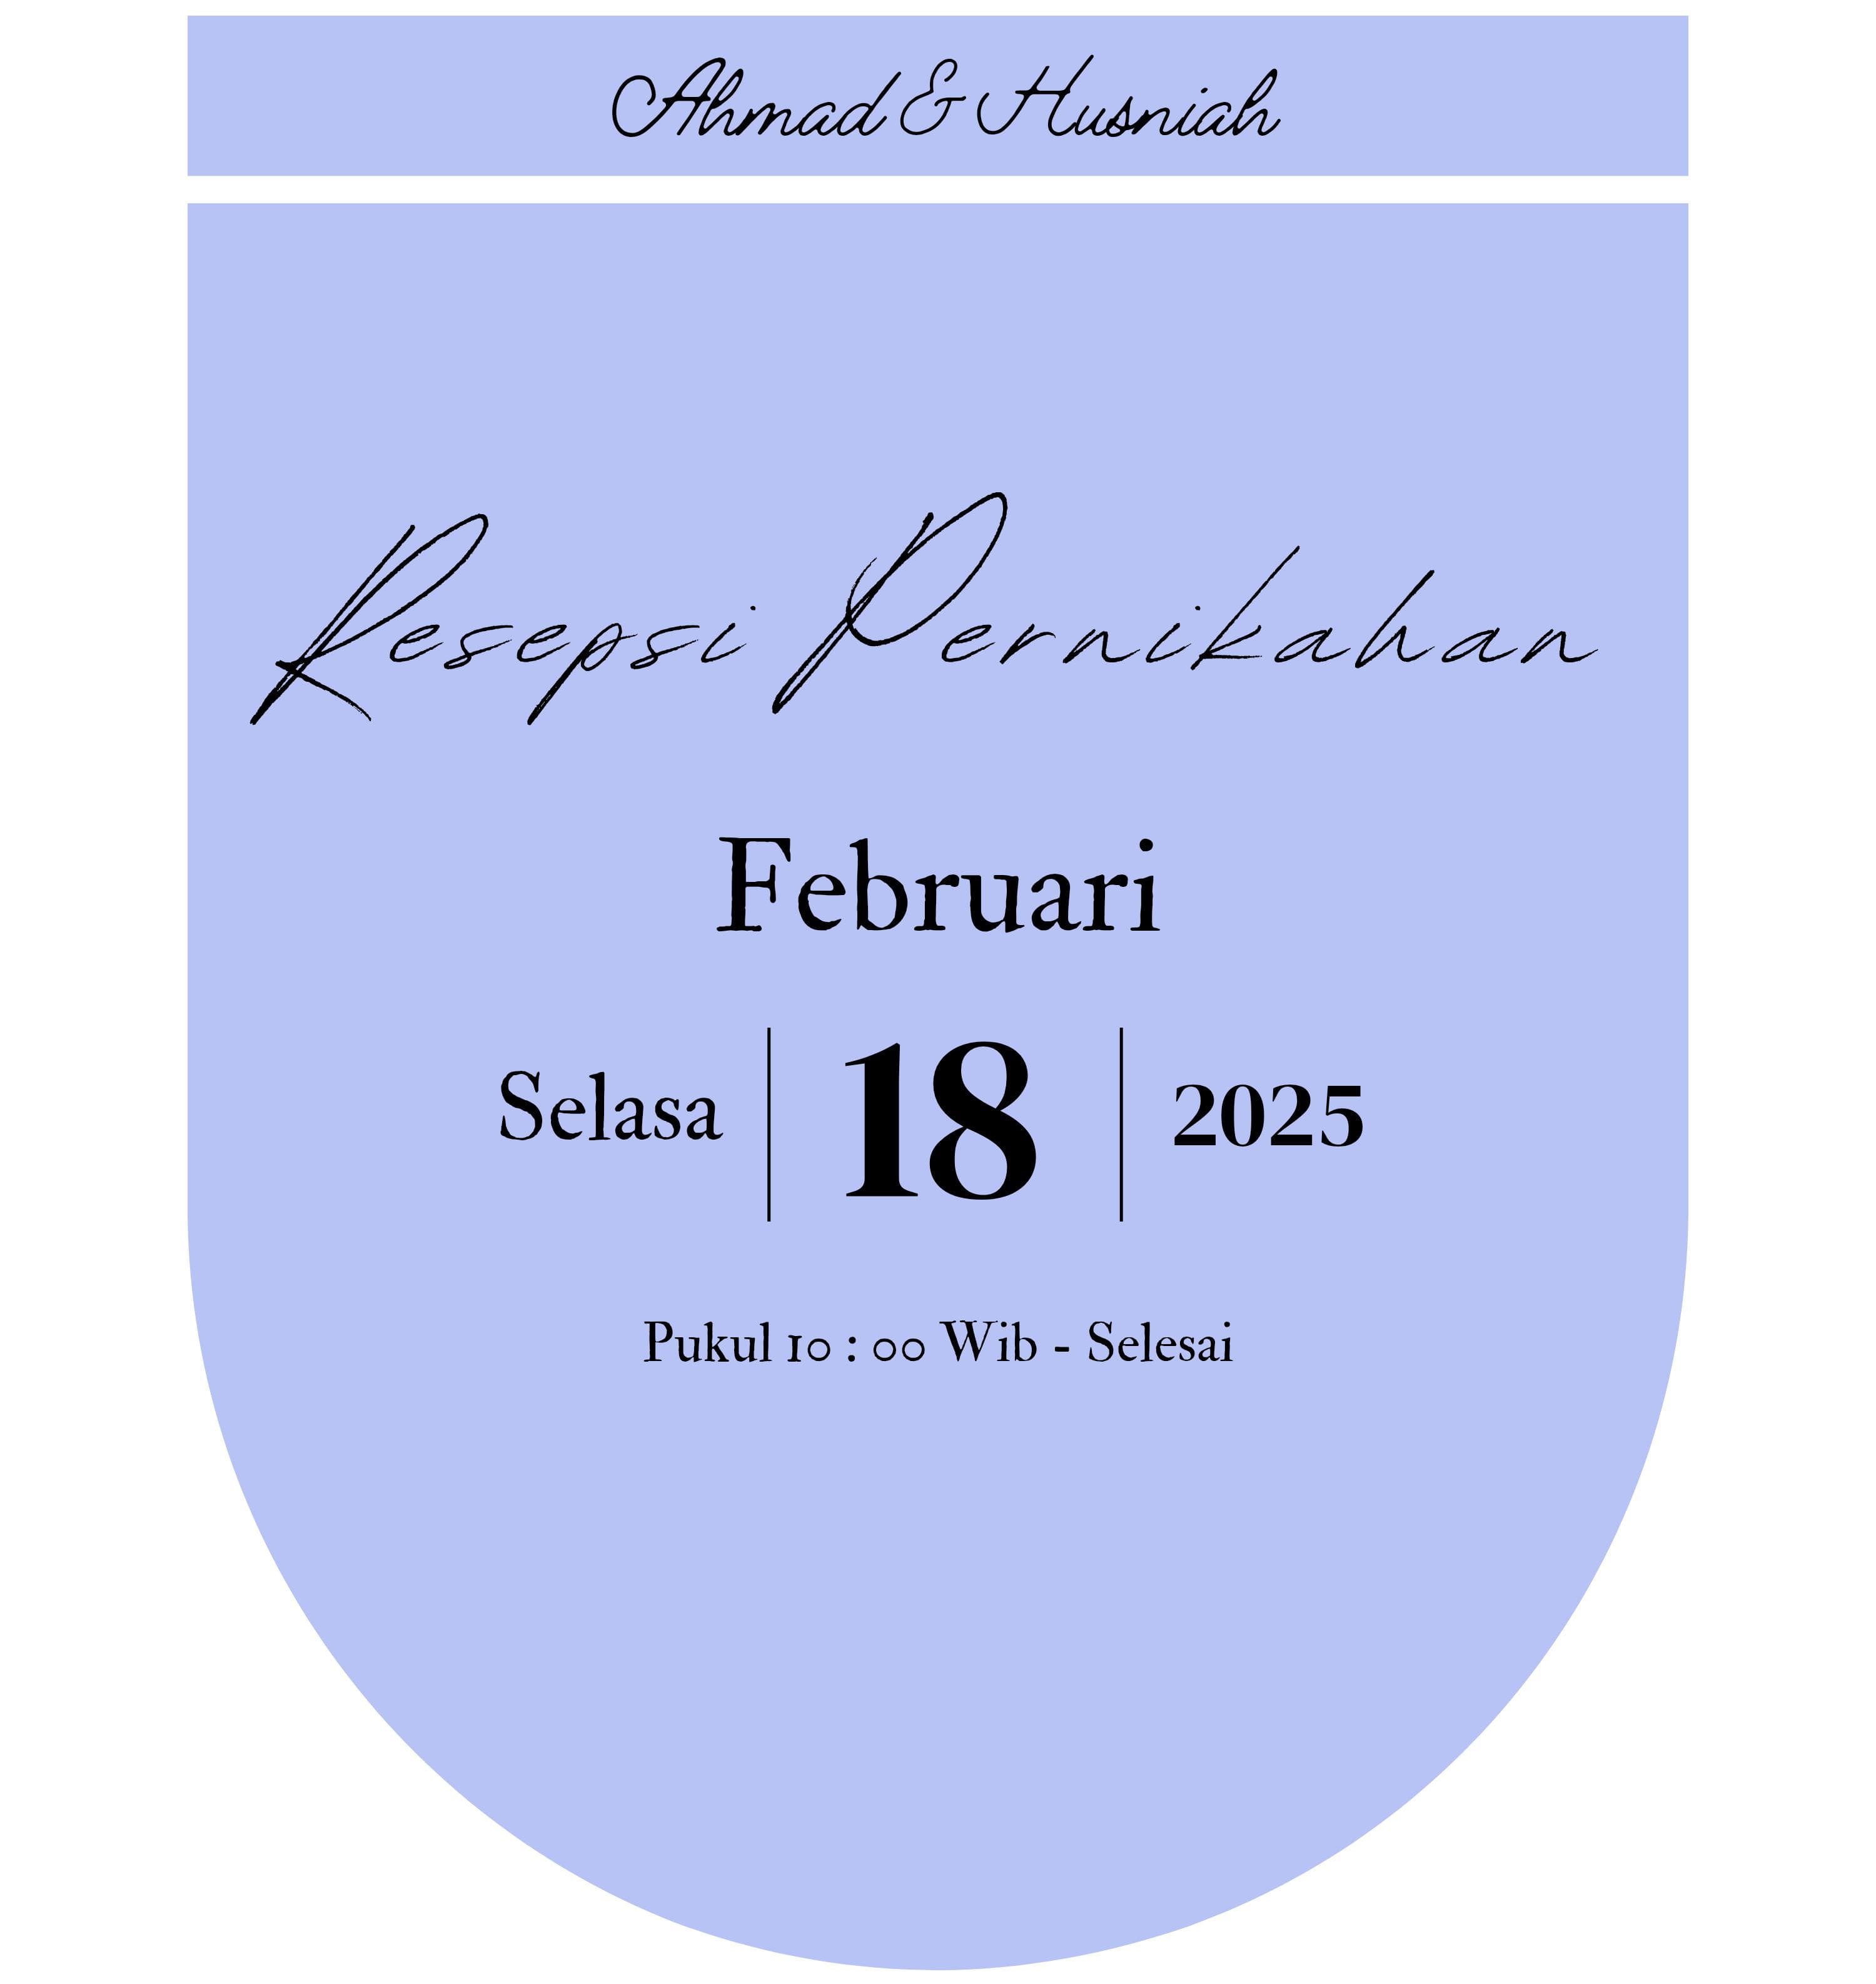 Ahmad & Husniah
Resepsi Pernikahan
Februari
Selasa | 18 | 2025
Pukul 10 : 00 Wib - Selesai